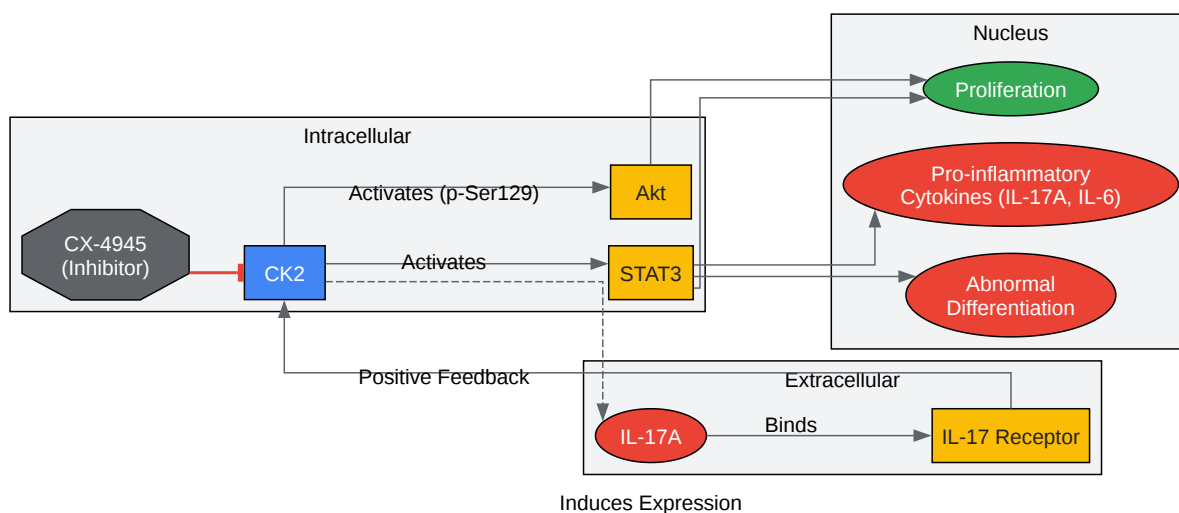 Nucleus
Proliferation
Intracellular
Pro-inflammatory
Cytokines (IL-17A, IL-6)
Activates (p-Ser129)
Akt
CX-4945
(Inhibitor)
CK2
Activates
STAT3
Abnormal
Differentiation
Positive Feedback
Extracellular
IL-17A
Binds
IL-17 Receptor
Induces Expression